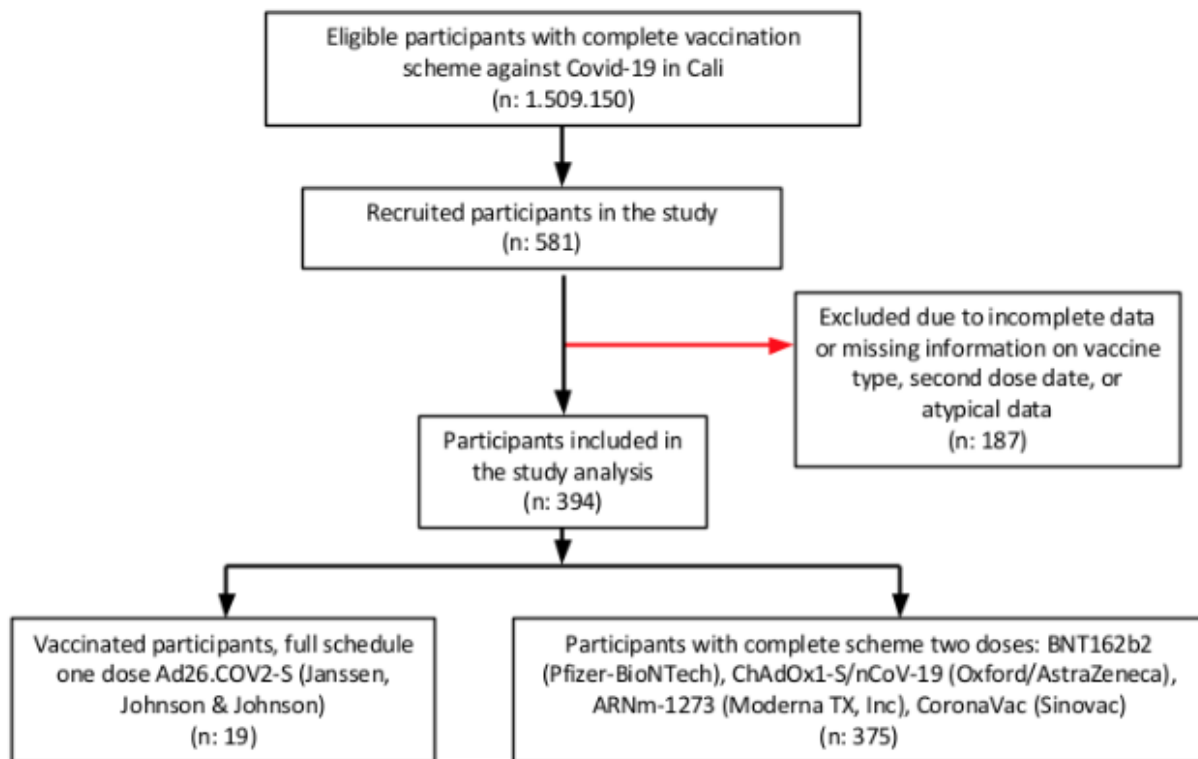 Eligible participants with complete vaccination
scheme against Covid-19 in Cali
(n: 1.509.150)
Recruited participants in the study
(n: 581)
Excluded due to incomplete data
or missing information on vaccine
type, second dose date, or
atypical data
(n: 187)
Participants included in
the study analysis
(n: 394)
Vaccinated participants, full schedule
one dose Ad26.COV2-S (Janssen,
Johnson & Johnson)
(n: 19)
Participants with complete scheme two doses: BNT162b2
(Pfizer-BioNTech), ChAdOx1-S/nCoV-19 (Oxford/AstraZeneca),
ARNm-1273 (Moderna TX, Inc), CoronaVac (Sinovac)
(n: 375)